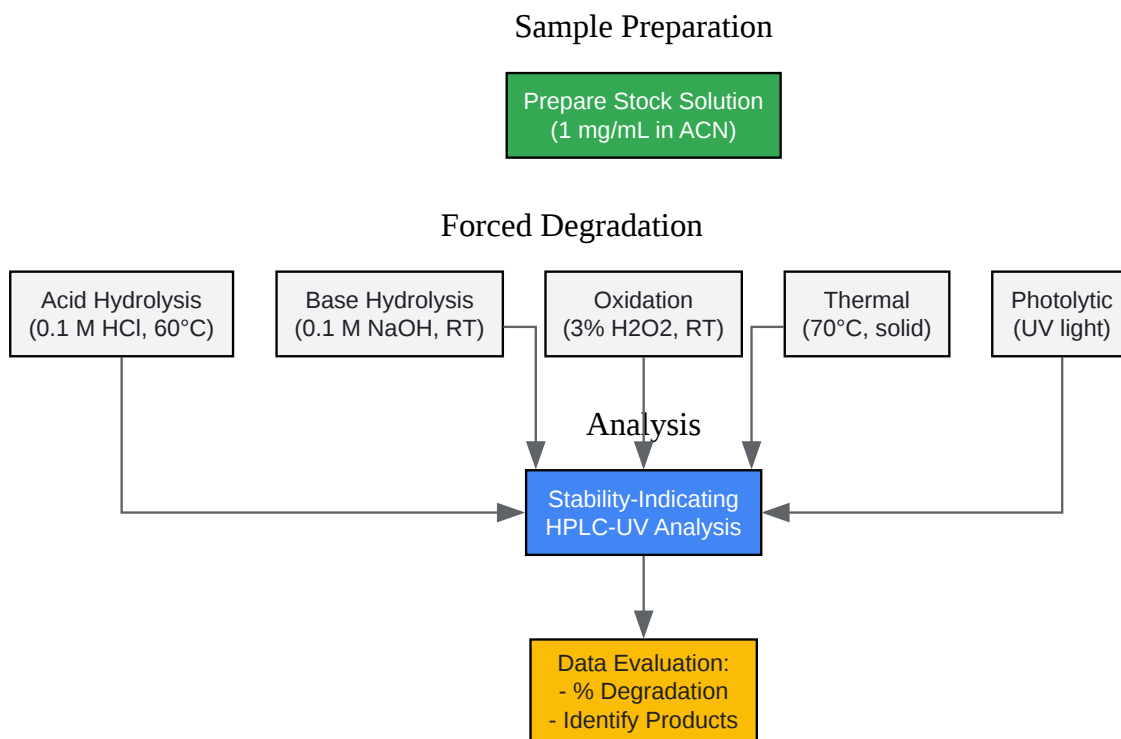 Sample Preparation
Prepare Stock Solution
(1 mg/mL in ACN)
Forced Degradation
Acid Hydrolysis
(0.1 M HCl, 60°C)
Base Hydrolysis
(0.1 M NaOH, RT)
Oxidation
(3% H2O2, RT)
Thermal
(70°C, solid)
Photolytic
(UV light)
Analysis
Stability-Indicating
HPLC-UV Analysis
Data Evaluation:
- % Degradation
- Identify Products